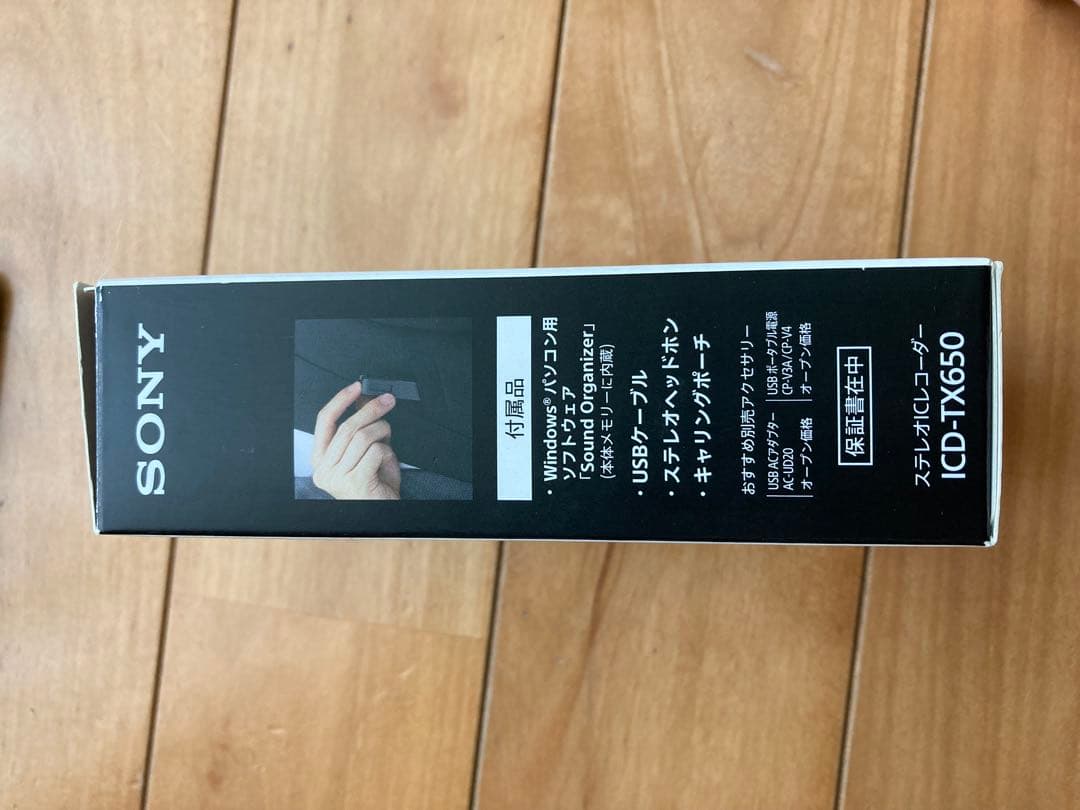 SONY
付属品
・Windows® パソコン用
ソフトウェア
「Sound Organizer」
(本体メモリーに内蔵)
・USBケーブル
・ステレオヘッドホン
・キャリングポーチ
おすすめ別売アクセサリー
USB ACアダプター
AC-UD20
オープン価格
USB ポータブル電源
CP-V3A / CP-V4
オープン価格
保証書在中
ステレオICレコーダー
ICD-TX650